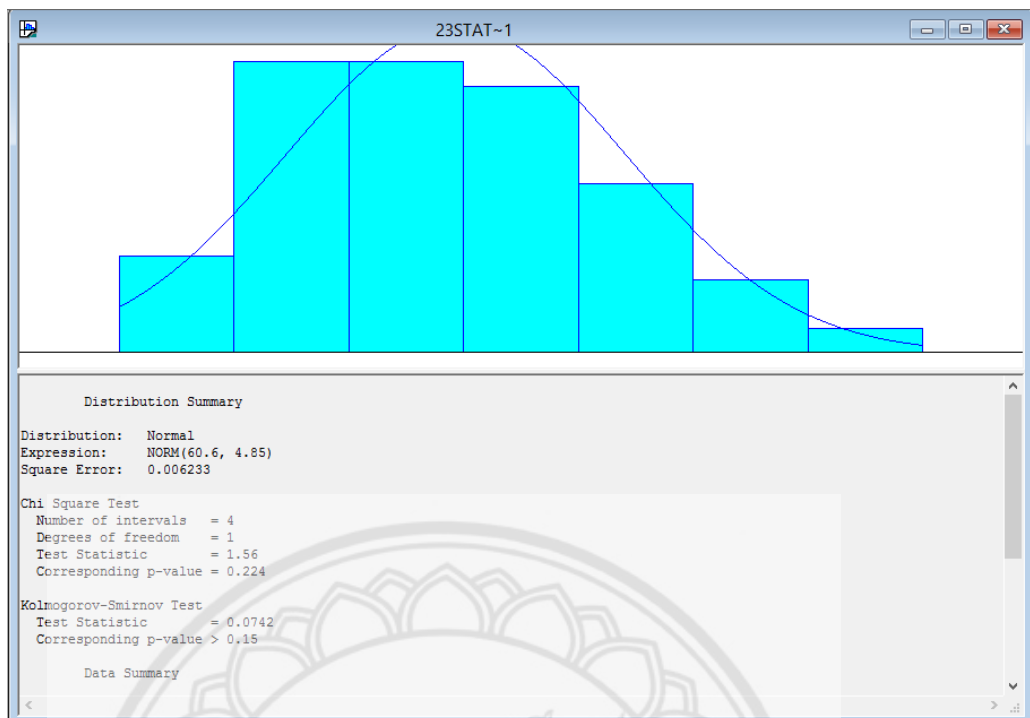 23STAT~1
Distribution Summary
Distribution: Normal
Expression: NORM(60.6, 4.85)
Square Error: 0.006233
Chi Square Test
Number of intervals = 4
Degrees of freedom = 1
Test Statistic = 1.56
Corresponding p-value = 0.224
Kolmogorov-Smirnov Test
Test Statistic = 0.0742
Corresponding p-value > 0.15
Data Summary